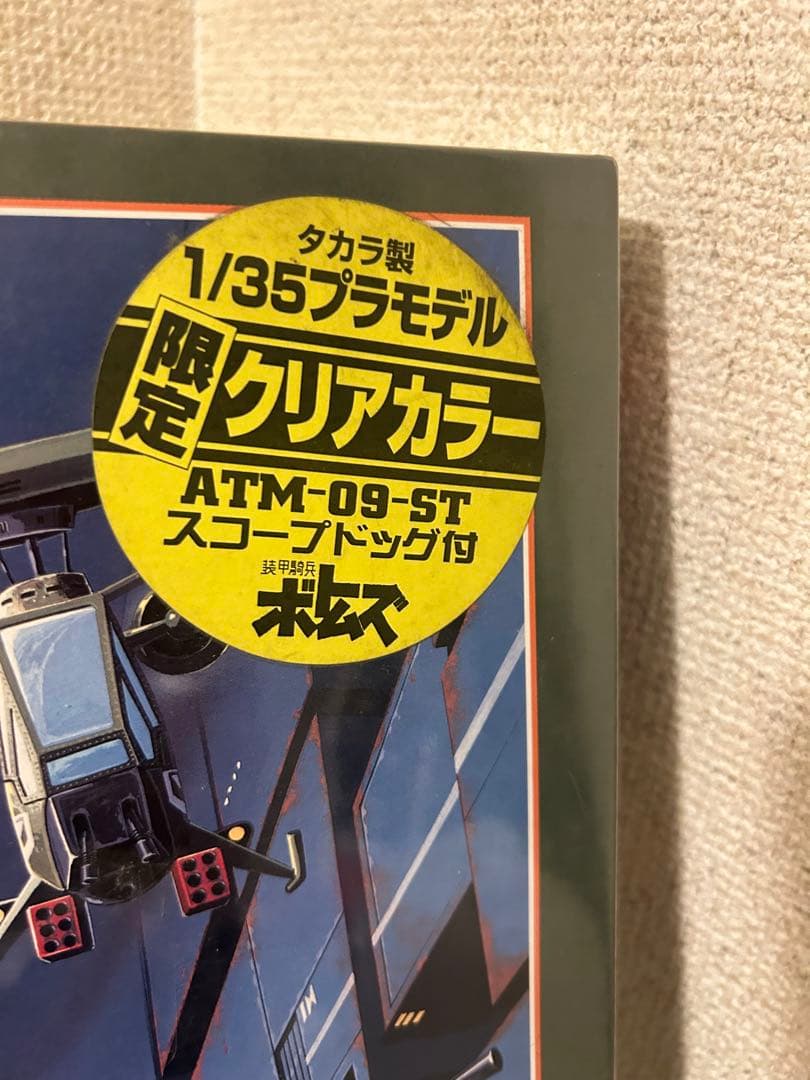 タカラ製
1/35プラモデル
限定
クリアカラー
ATM-09-ST
スコープドッグ付
装甲騎兵
ボトムズ